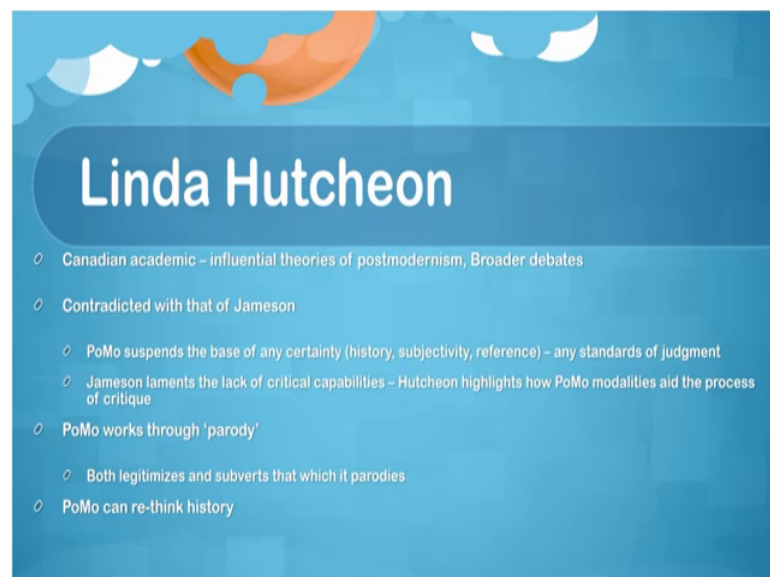 Linda Hutcheon
Canadian academic – influential theories of postmodernism, Broader debates
Contradicted with that of Jameson
PoMo suspends the base of any certainty (history, subjectivity, reference) – any standards of judgment
Jameson laments the lack of critical capabilities – Hutcheon highlights how PoMo modalities aid the process
of critique
PoMo works through ‘parody’
Both legitimizes and subverts that which it parodies
PoMo can re-think history